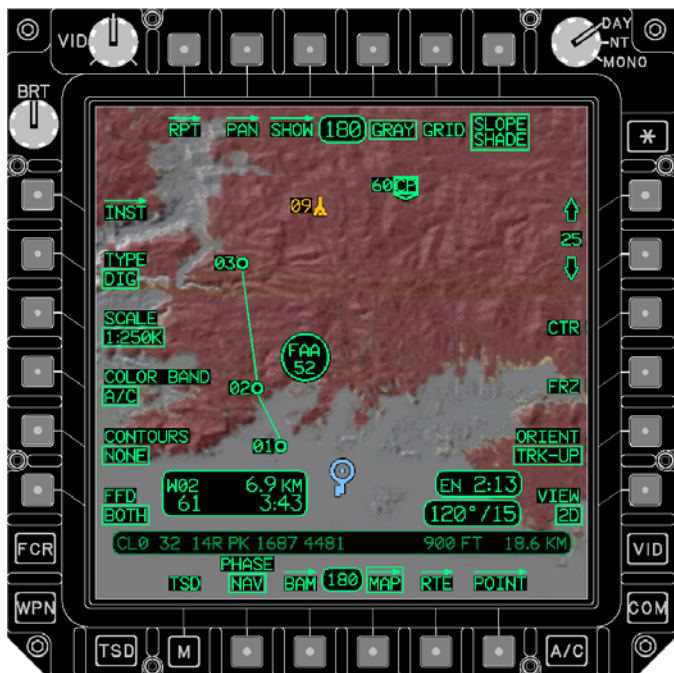 VID
DAY
NT
MONO
BRT
RPT PAN SHOW 180 GRAY GRID SLOPE
SHADE
*
60 CP
09
INST
25
03
TYPE
DIG
SCALE
1:250K
CTR
FAA
52
COLOR BAND
A/C
02
FRZ
CONTOURS
NONE
01
ORIENT
TRK-UP
W02 6.9 KM
61 3:43
EN 2:13
120°/15
FFD
BOTH
VIEW
2D
CL0 32 14R PK 1687 4481 900 FT 18.6 KM
FCR
VID
PHASE
TSD NAV BAM 180 MAP RTE POINT
WPN
COM
TSD M A/C